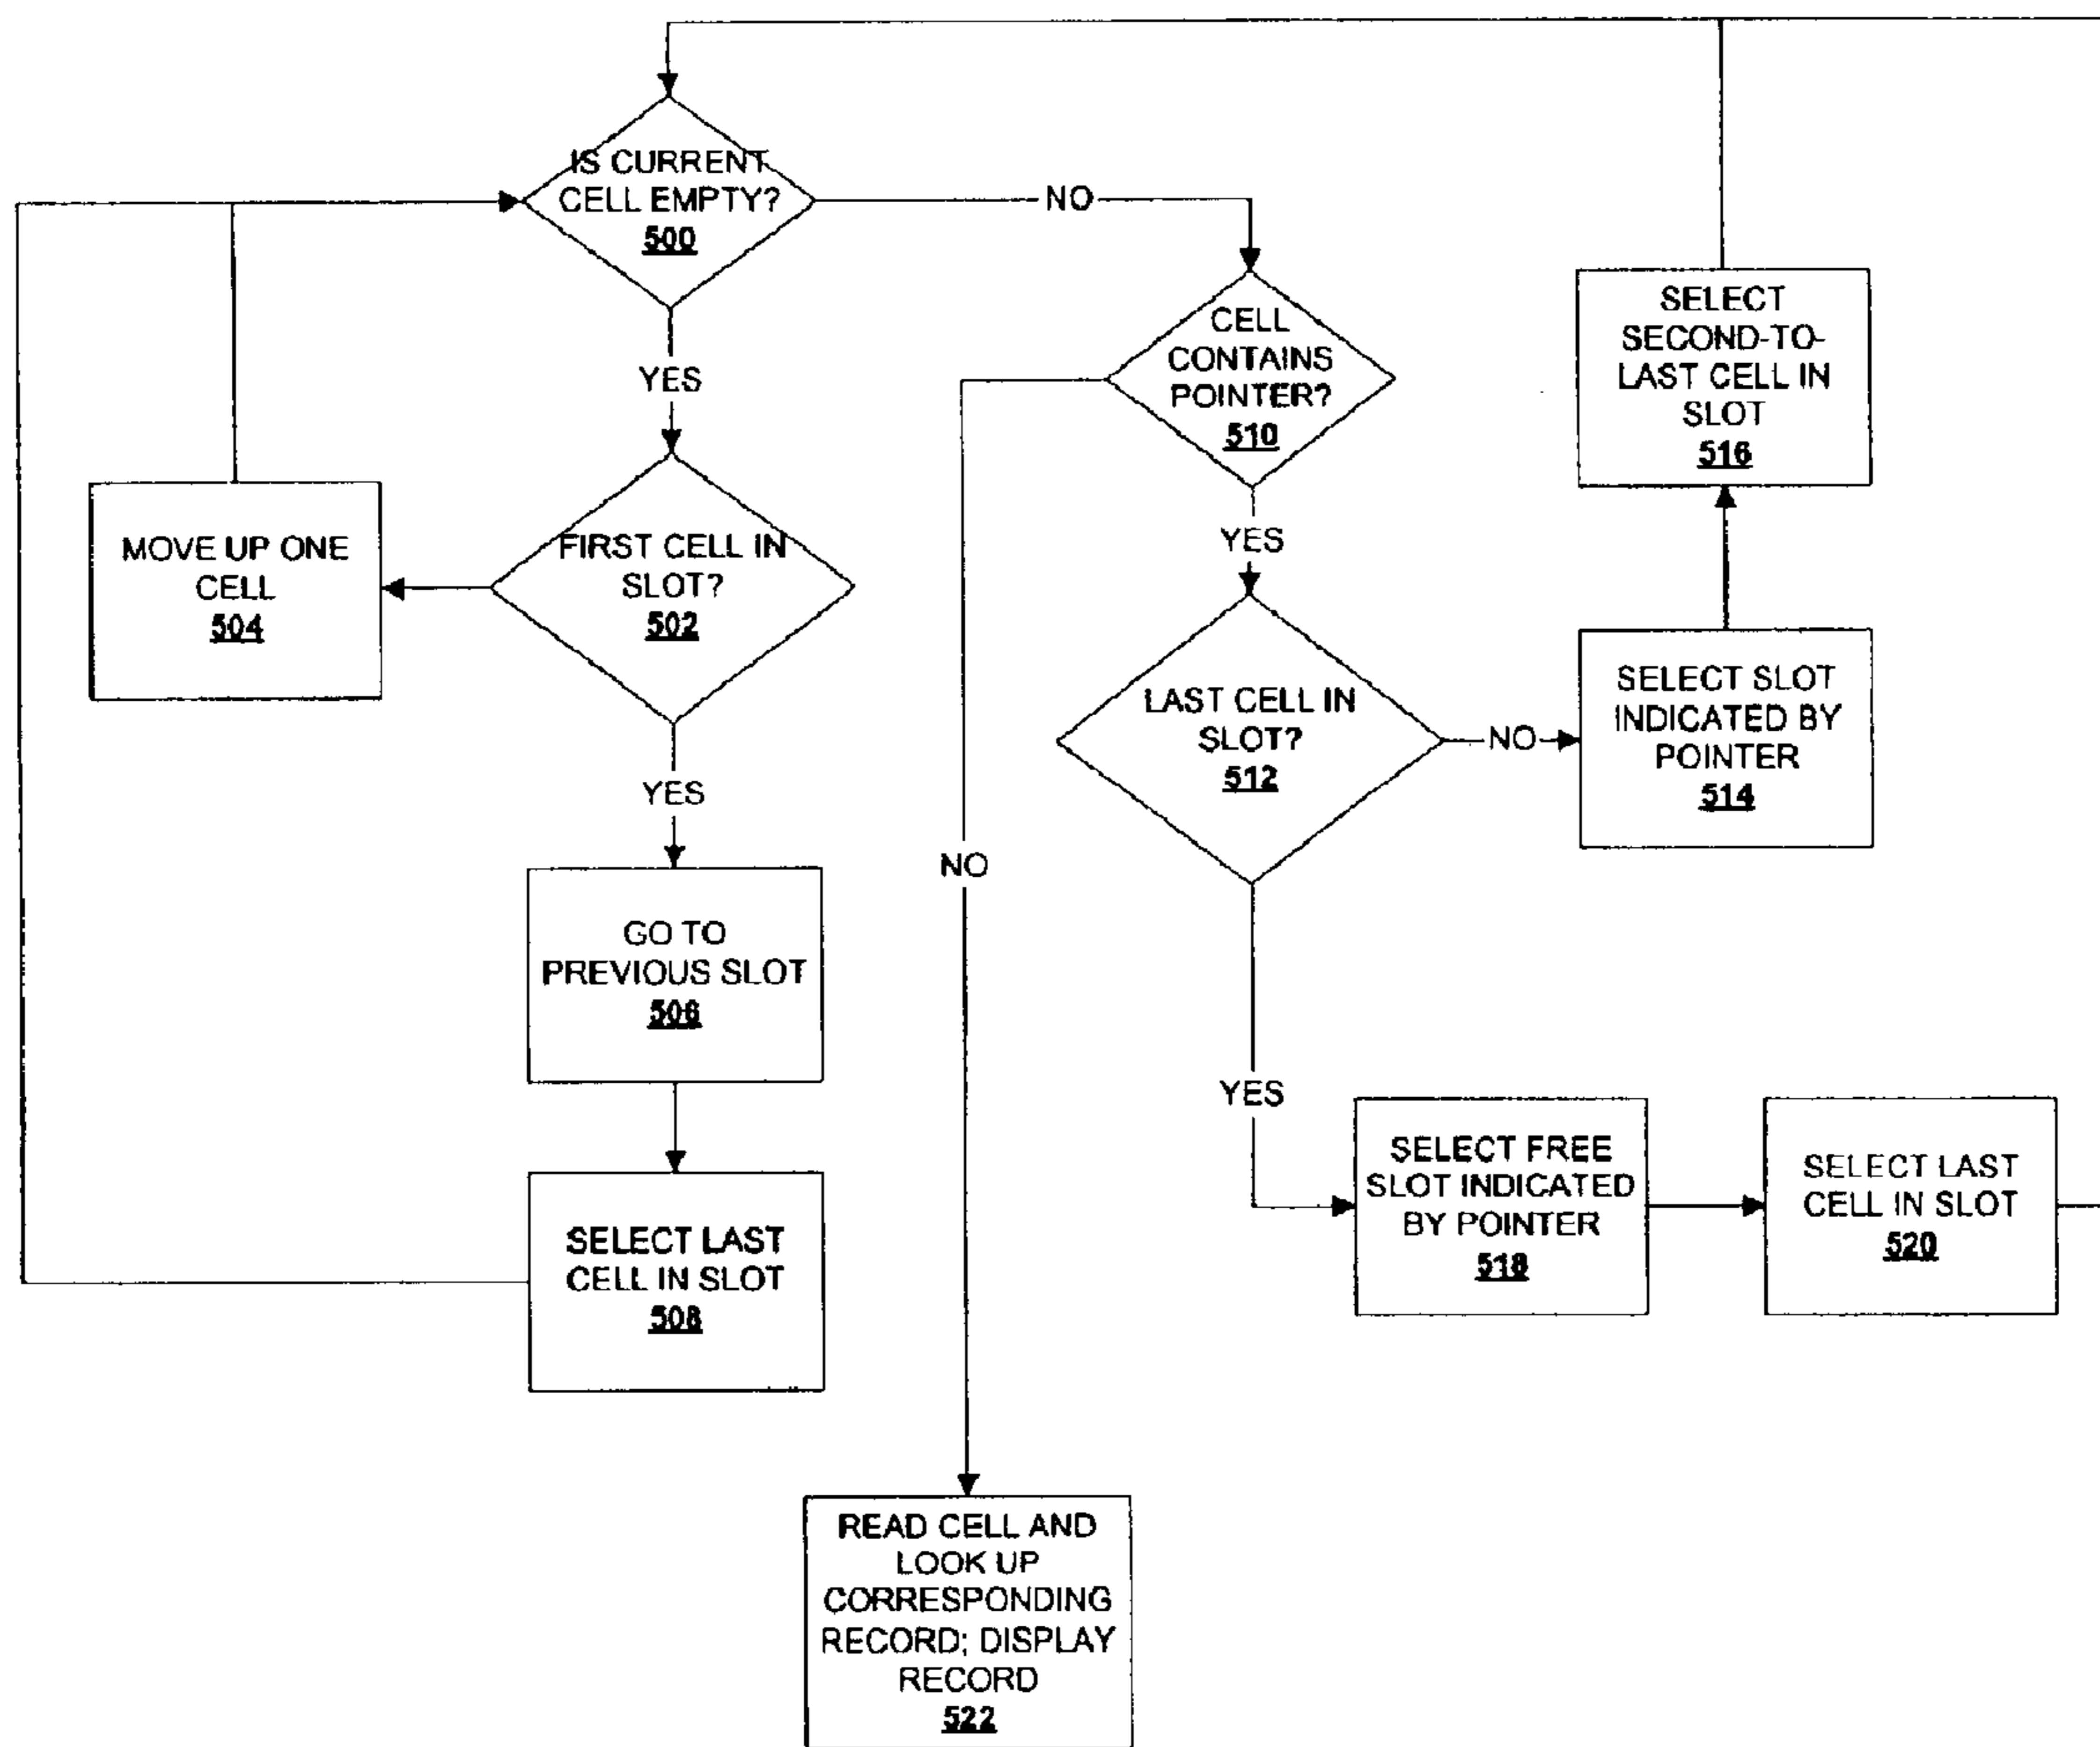 IS CURRENT
CELL EMPTY?
500
NO
YES
CELL
CONTAINS
POINTER?
510
SELECT
SECOND-TO-
LAST CELL IN
SLOT
516
MOVE UP ONE
CELL
504
FIRST CELL IN
SLOT?
502
YES
LAST CELL IN
SLOT?
512
NO
SELECT SLOT
INDICATED BY
POINTER
514
YES
NO
GO TO
PREVIOUS SLOT
506
YES
SELECT FREE
SLOT INDICATED
BY POINTER
518
SELECT LAST
CELL IN SLOT
520
SELECT LAST
CELL IN SLOT
508
READ CELL AND
LOOK UP
CORRESPONDING
RECORD; DISPLAY
RECORD
522